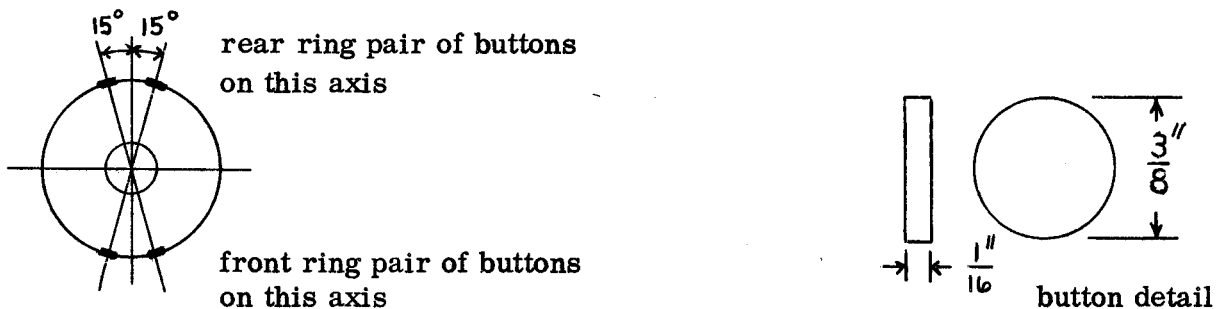 15° 15°
rear ring pair of buttons
on this axis
front ring pair of buttons
on this axis
3"
8
1"
16
button detail